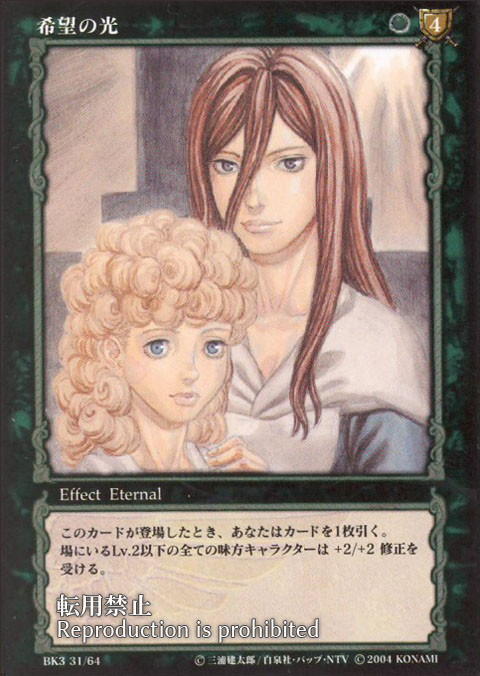 希望の光
4
Effect Eternal
このカードが登場したとき、あなたはカードを1枚引く。
場にいるLv.2以下の全ての味方キャラクターは +2/+2 修正を
受ける。
転用禁止
Reproduction is prohibited
BK3 31/64
©三浦建太郎/白泉社・バップ・NTV ©2004 KONAMI